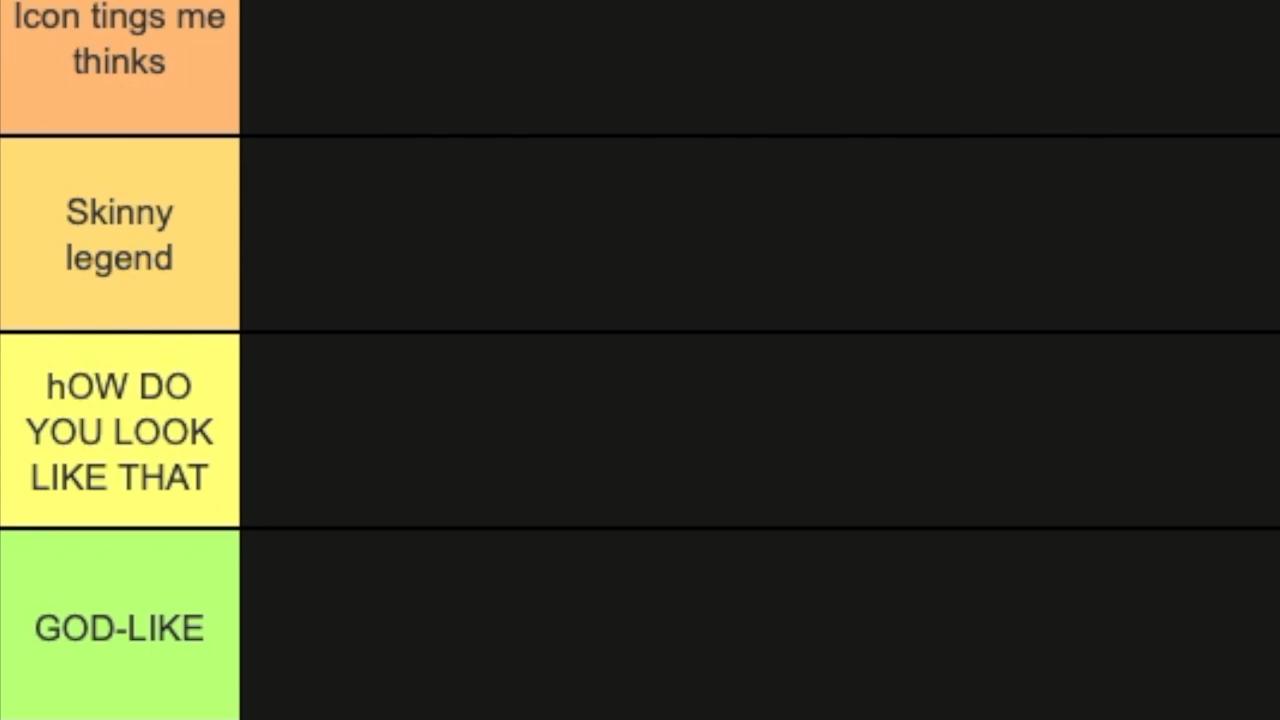 Icon tings me
thinks
Skinny
legend
hOW DO
YOU LOOK
LIKE THAT
GOD-LIKE